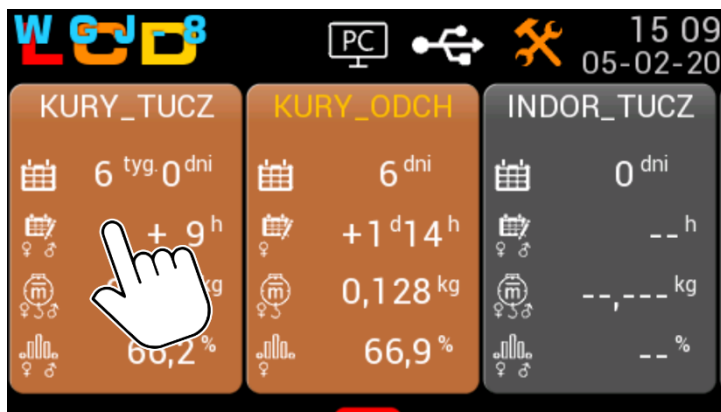 WGJ-8
LCD
PC
15 09
05-02-20
KURY_TUCZ
6 tyg. 0 dni
+ 9 h
kg
66,2 %
KURY_ODCH
6 dni
+1 d 14 h
0,128 kg
66,9 %
INDOR_TUCZ
0 dni
-- h
--,--- kg
-- %